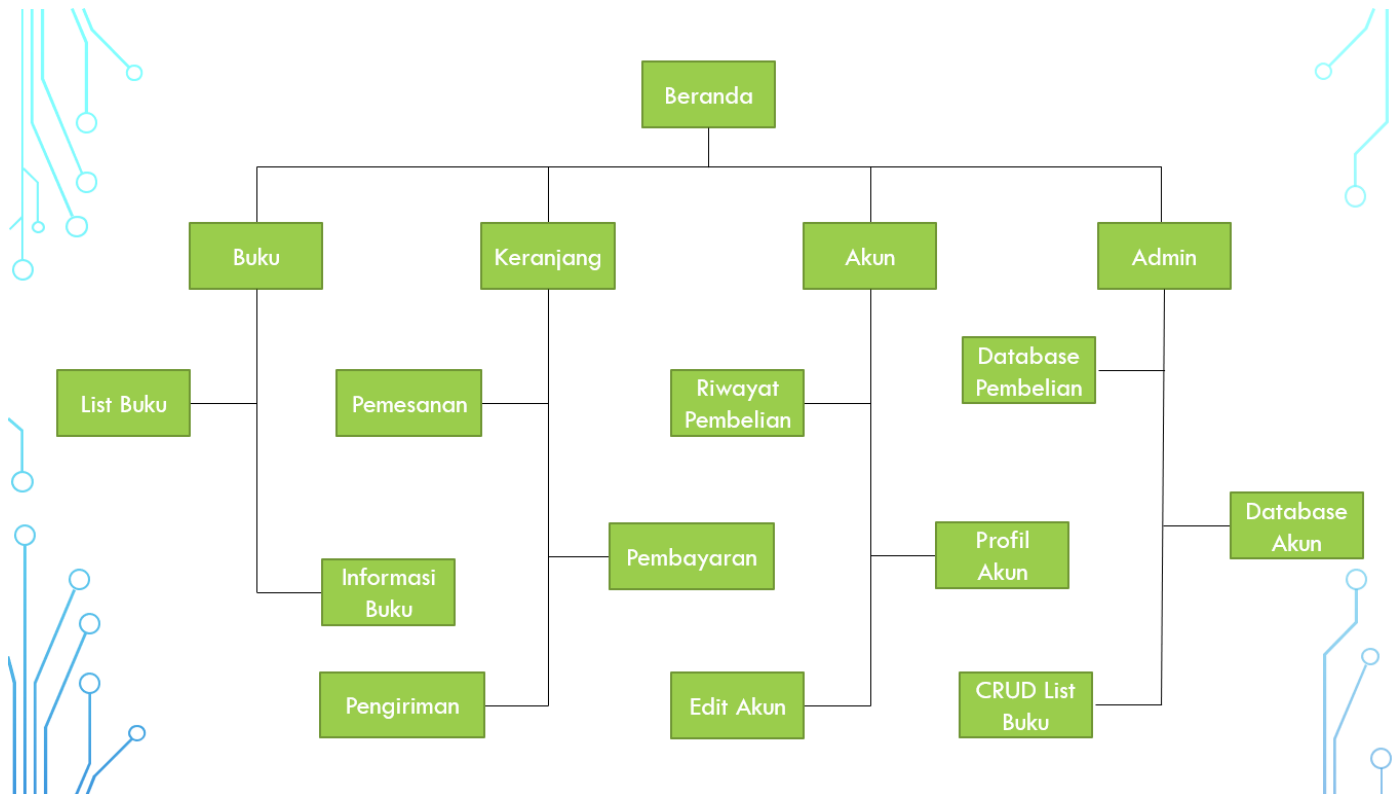 Beranda
Buku
Keranjang
Akun
Admin
Database
Pembelian
List Buku
Pemesanan
Riwayat
Pembelian
Database
Akun
Pembayaran
Profil
Akun
Informasi
Buku
Pengiriman
Edit Akun
CRUD List
Buku